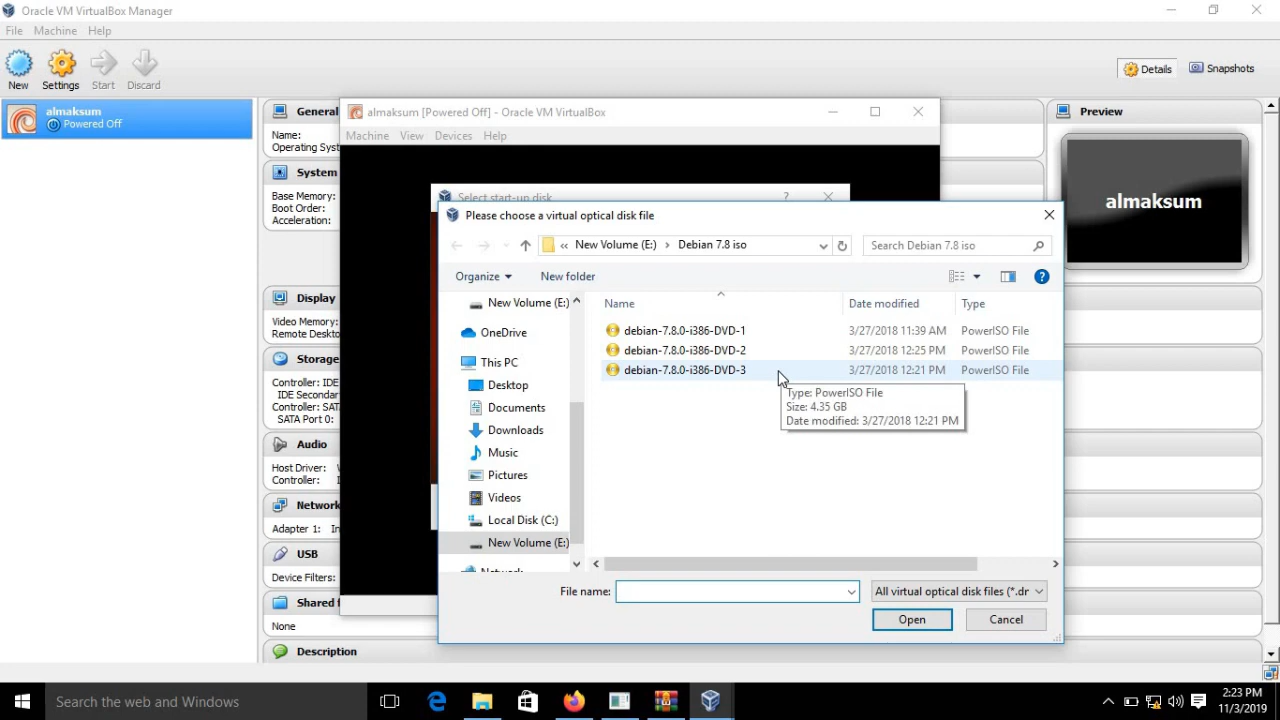 Oracle VM VirtualBox Manager
File Machine Help
New Settings Start Discard
Details Snapshots
almaksum
Powered Off
General
Name:
Operating Syst
System
Base Memory:
Boot Order:
Acceleration:
Display
Video Memory:
Remote Desktop
Storage
Controller: IDE
IDE Secondar
Controller: SATA
SATA Port 0:
Audio
Host Driver:
Controller:
Network
Adapter 1:
USB
Device Filters:
Shared f
None
Description
Preview
almaksum
almaksum [Powered Off] - Oracle VM VirtualBox
Machine View Devices Help
Select start-up disk
?
Please choose a virtual optical disk file
« New Volume (E:) › Debian 7.8 iso
Search Debian 7.8 iso
Organize New folder
New Volume (E:)
OneDrive
This PC
Desktop
Documents
Downloads
Music
Pictures
Videos
Local Disk (C:)
New Volume (E:)
Network
Name Date modified Type
debian-7.8.0-i386-DVD-1 3/27/2018 11:39 AM PowerISO File
debian-7.8.0-i386-DVD-2 3/27/2018 12:25 PM PowerISO File
debian-7.8.0-i386-DVD-3 3/27/2018 12:21 PM PowerISO File
Type: PowerISO File
Size: 4.35 GB
Date modified: 3/27/2018 12:21 PM
File name:
All virtual optical disk files (*.dr
Open Cancel
Search the web and Windows
2:23 PM
11/3/2019